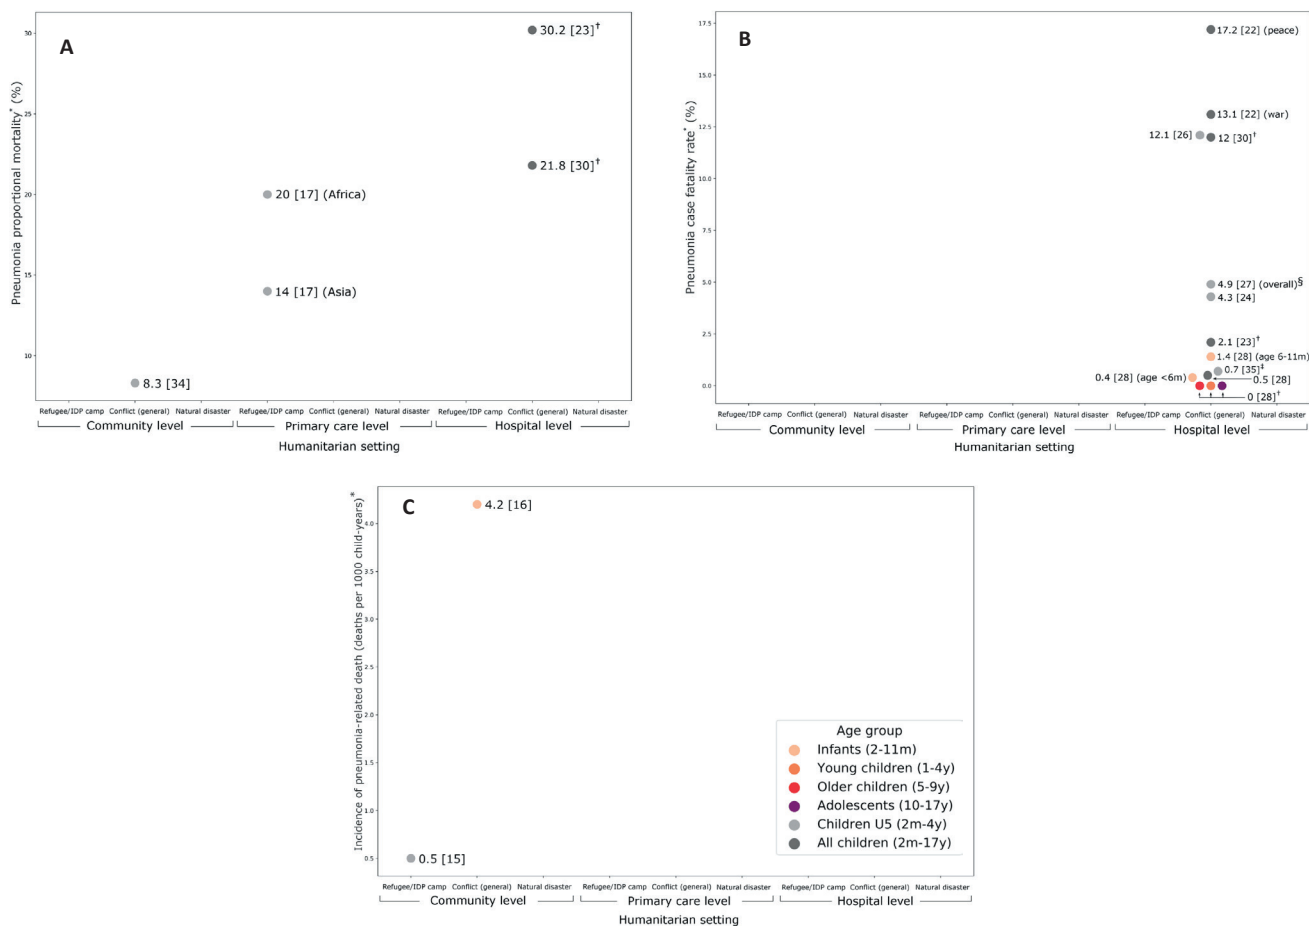 A
Pneumonia proportional mortality* (%)
30
25
20
15
10
30.2 [23]†
21.8 [30]†
20 [17] (Africa)
14 [17] (Asia)
8.3 [34]
Refugee/IDP camp Conflict (general) Natural disaster Refugee/IDP camp Conflict (general) Natural disaster Refugee/IDP camp Conflict (general) Natural disaster
Community level Primary care level Hospital level
Humanitarian setting
B
Pneumonia case fatality rate* (%)
17.5
15.0
12.5
10.0
7.5
5.0
2.5
0.0
17.2 [22] (peace)
13.1 [22] (war)
12.1 [26]
12 [30]†
4.9 [27] (overall)§
4.3 [24]
2.1 [23]†
1.4 [28] (age 6-11m)
0.7 [35]‡
0.4 [28] (age <6m)
0.5 [28]
0 [28]†
Refugee/IDP camp Conflict (general) Natural disaster Refugee/IDP camp Conflict (general) Natural disaster Refugee/IDP camp Conflict (general) Natural disaster
Community level Primary care level Hospital level
Humanitarian setting
C
Incidence of pneumonia-related death (deaths per 1000 child-years)*
4.0
3.5
3.0
2.5
2.0
1.5
1.0
0.5
4.2 [16]
0.5 [15]
Age group
Infants (2-11m)
Young children (1-4y)
Older children (5-9y)
Adolescents (10-17y)
Children U5 (2m-4y)
All children (2m-17y)
Refugee/IDP camp Conflict (general) Natural disaster Refugee/IDP camp Conflict (general) Natural disaster Refugee/IDP camp Conflict (general) Natural disaster
Community level Primary care level Hospital level
Humanitarian setting